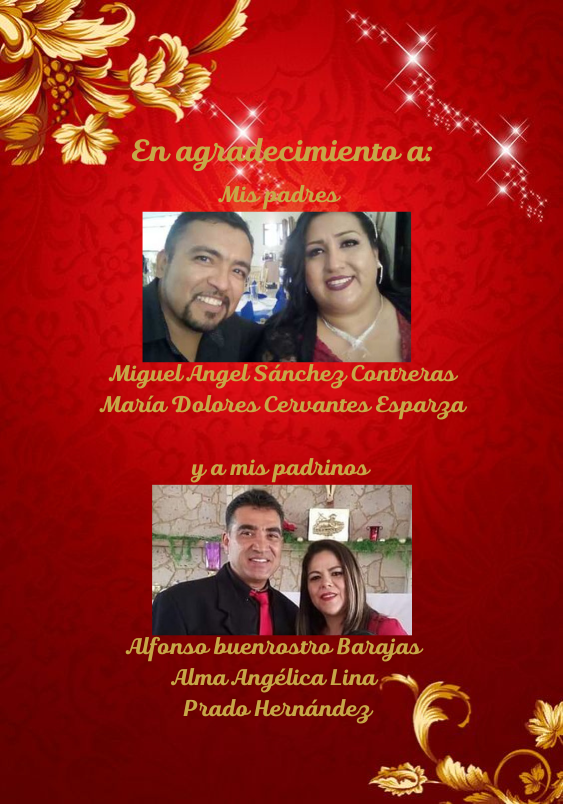 En agradecimiento a:
Mis padres
Miguel Angel Sánchez Contreras
María Dolores Cervantes Esparza
y a mis padrinos
Alfonso buenrostro Barajas
Alma Angélica Lina
Prado Hernández